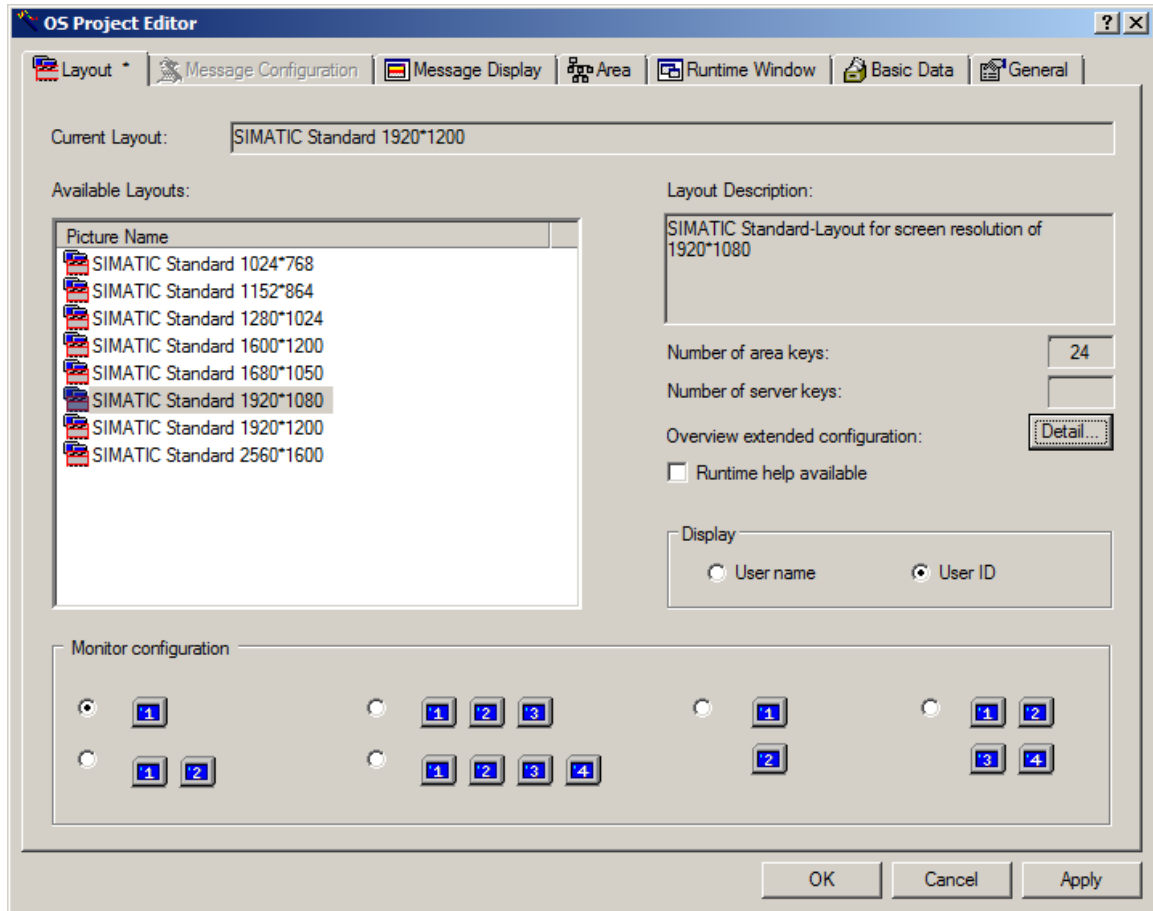 OS Project Editor
Layout * Message Configuration Message Display Area Runtime Window Basic Data General
Current Layout: SIMATIC Standard 1920*1200
Available Layouts:
Picture Name
SIMATIC Standard 1024*768
SIMATIC Standard 1152*864
SIMATIC Standard 1280*1024
SIMATIC Standard 1600*1200
SIMATIC Standard 1680*1050
SIMATIC Standard 1920*1080
SIMATIC Standard 1920*1200
SIMATIC Standard 2560*1600
Layout Description:
SIMATIC Standard-Layout for screen resolution of
1920*1080
Number of area keys: 24
Number of server keys:
Overview extended configuration: Detail...
Runtime help available
Display
User name User ID
Monitor configuration
1 1 2 3 1 1 2
1 2 1 2 3 4 2 3 4
OK Cancel Apply